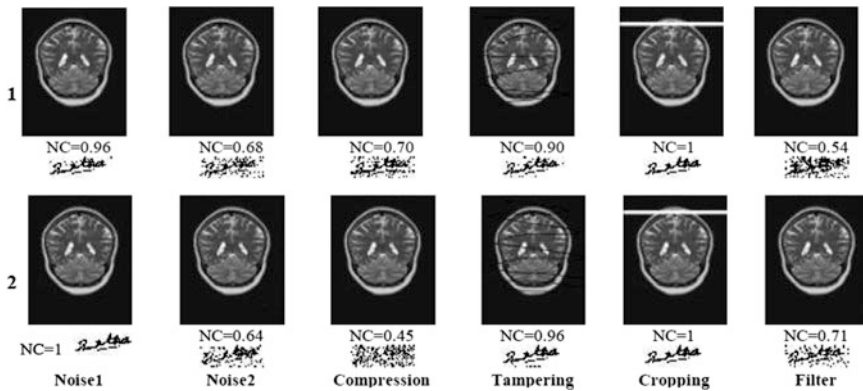 1
NC=0.96 NC=0.68 NC=0.70 NC=0.90 NC=1 NC=0.54
2
NC=1 NC=0.64 NC=0.45 NC=0.96 NC=1 NC=0.71
Noise1 Noise2 Compression Tampering Cropping Filter